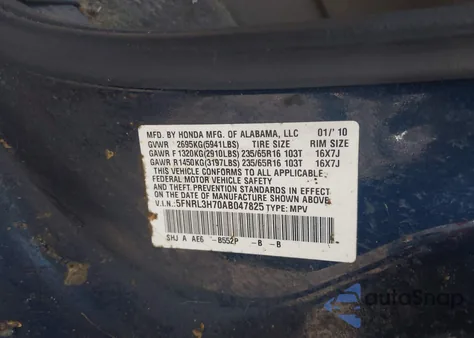 MFD. BY HONDA MFG. OF ALABAMA, LLC 01/' 10
GVWR 2695KG(5941LBS) TIRE SIZE RIM SIZE
GAWR F 1320KG(2910LBS) 235/65R16 103T 16X7J
GAWR R1450KG(3197LBS) 235/65R16 103T 16X7J
THIS VEHICLE CONFORMS TO ALL APPLICABLE
FEDERAL MOTOR VEHICLE SAFETY
AND THEFT PREVENTION STANDARDS IN EFFECT
ON THE DATE OF MANUFACTURE SHOWN ABOVE.
V.I.N.: 5FNRL3H70AB047825 TYPE: MPV
SHJ A AE6 -B552P -B -B
AutoSnap